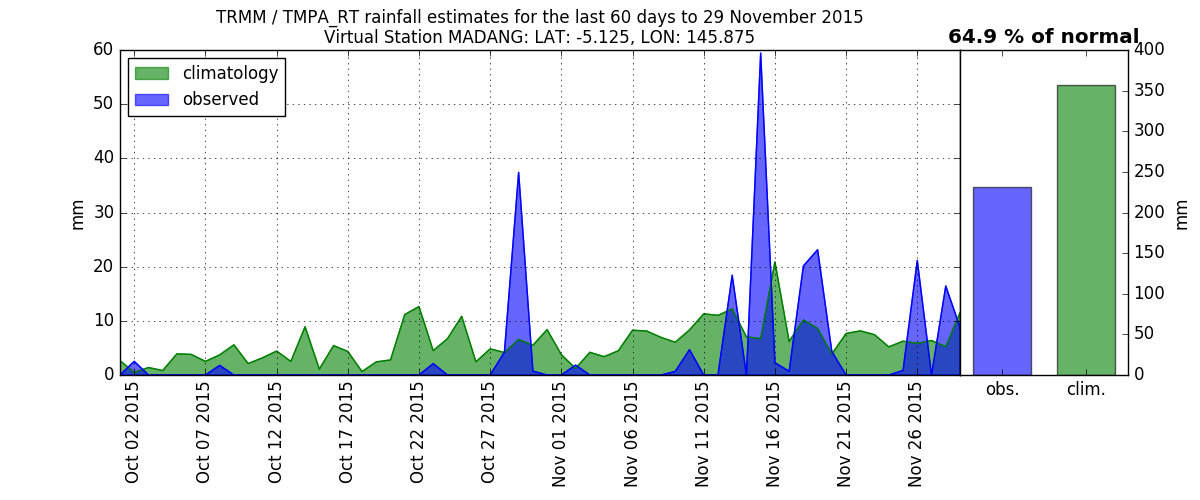 TRMM / TMPA_RT rainfall estimates for the last 60 days to 29 November 2015
Virtual Station MADANG: LAT: -5.125, LON: 145.875
64.9 % of normal
climatology
observed
60
50
40
30
20
10
0
mm
400
350
300
250
200
150
100
50
0
mm
Oct 02 2015
Oct 07 2015
Oct 12 2015
Oct 17 2015
Oct 22 2015
Oct 27 2015
Nov 01 2015
Nov 06 2015
Nov 11 2015
Nov 16 2015
Nov 21 2015
Nov 26 2015
obs.
clim.